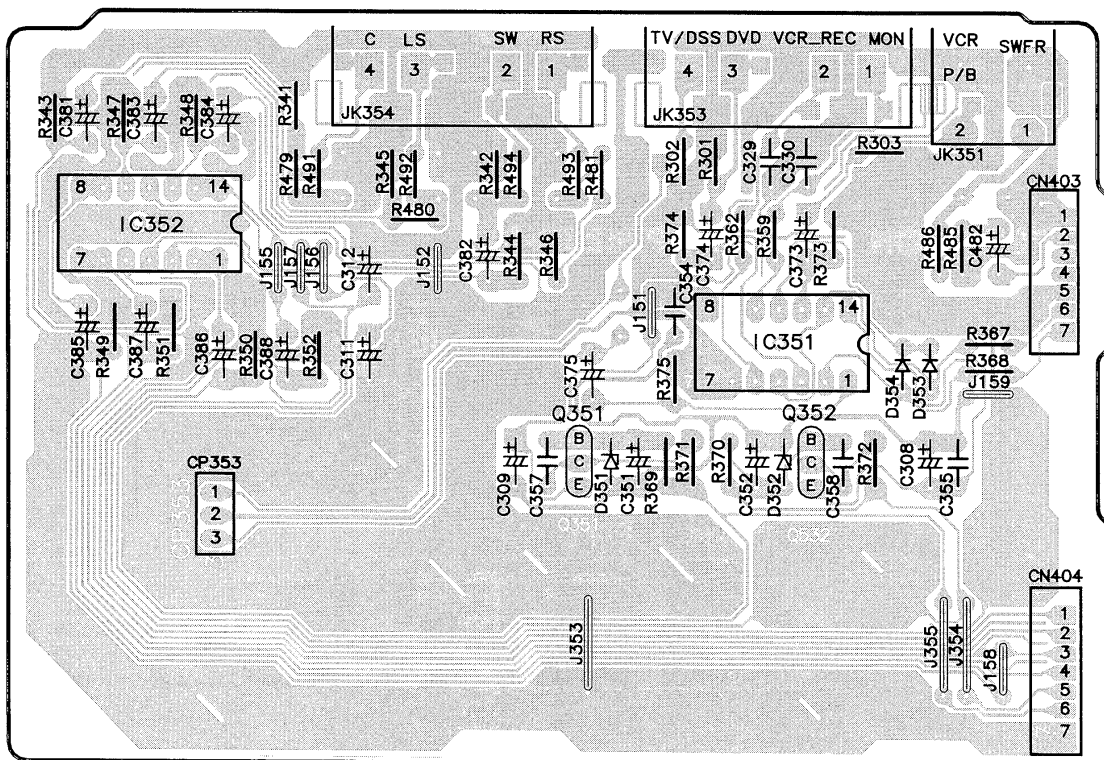 C LS SW RS TV/DSS DVD VCR_REC MON VCR SWFR
P/B
4 3 2 1 4 3 2 1 2 1
JK354 JK353 JK351
R343 C381 R347 C383 R348 C384 R341
R479 R491 R345 R492 R342 R494 R493 R481 R302 R301 C329 C330 R303
CN403
8 14
IC352
7 1
R480
J155 J157 J156 C312 J152 C382 R344 R346
R374 C374 R362 R359 C373 R373 R486 R485 C482
1
2
3
4
5
6
7
J151 C354
8 14
IC351
7 1
R367
R368
J159
C385 R349 C387 R351 C386 R350 C388 R352 C311
C375 R375 D354 D353
Q351 Q352
B
C
E
B
C
E
C309 C357 D351 C351 R369 R371 R370 C352 D352 C358 R372 C308 C355
CP353
1
2
3
CP353
Q351 Q352
CN404
1
2
3
4
5
6
7
J353 J355 J354 J158